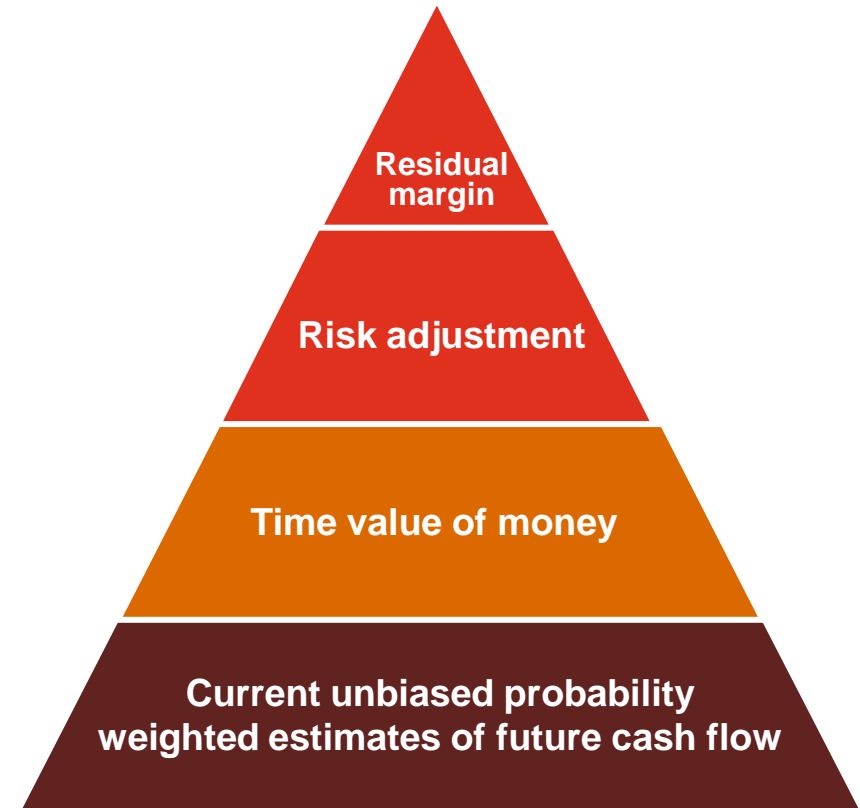 Residual
margin
Risk adjustment
Time value of money
Current unbiased probability
weighted estimates of future cash flow